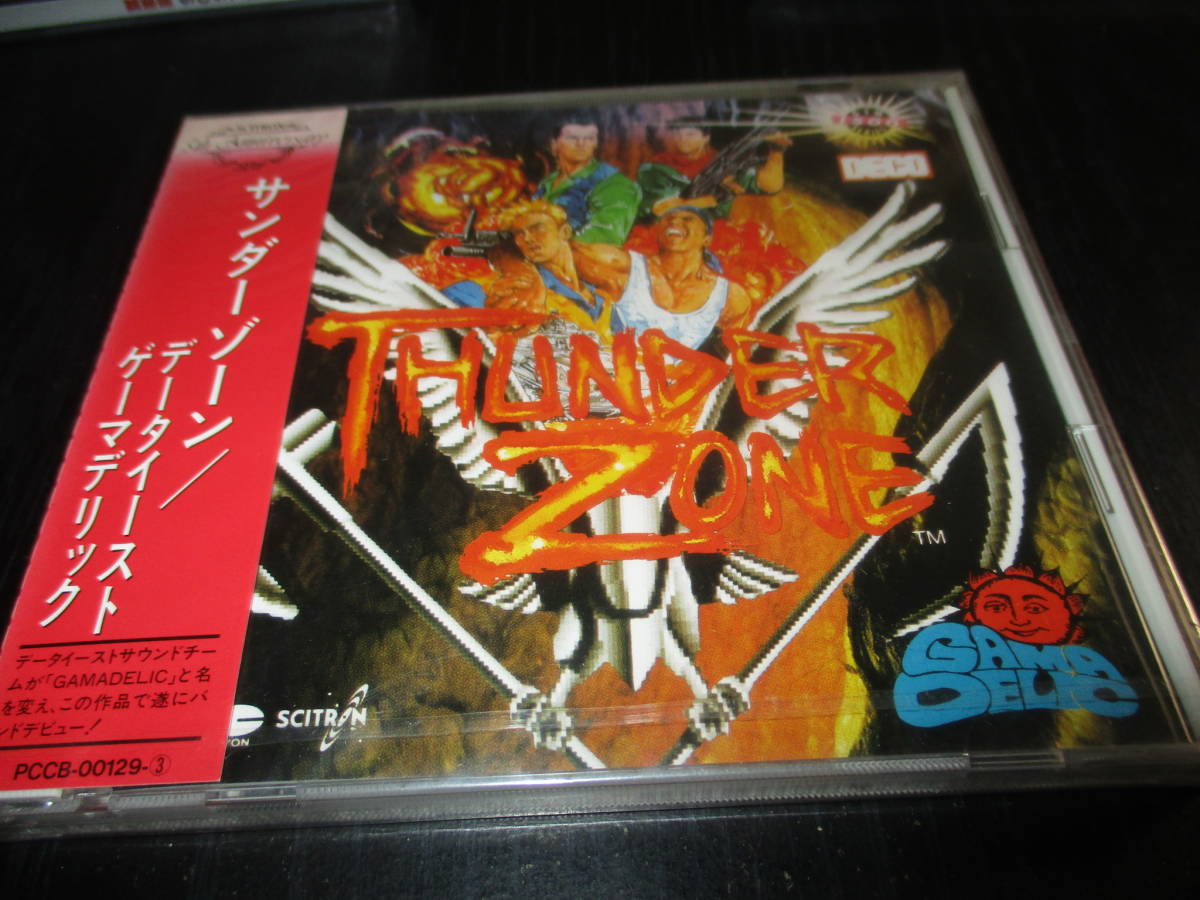 サンダーゾーン／
データイースト
ゲーマデリック
データイーストサウンドチー
ムが「GAMADELIC」と名
を変え、この作品で遂にバ
ンドデビュー!
PCCB-00129-③
DECO
THUNDER
ZONE
TM
GAMA
DELIC
SCITRON